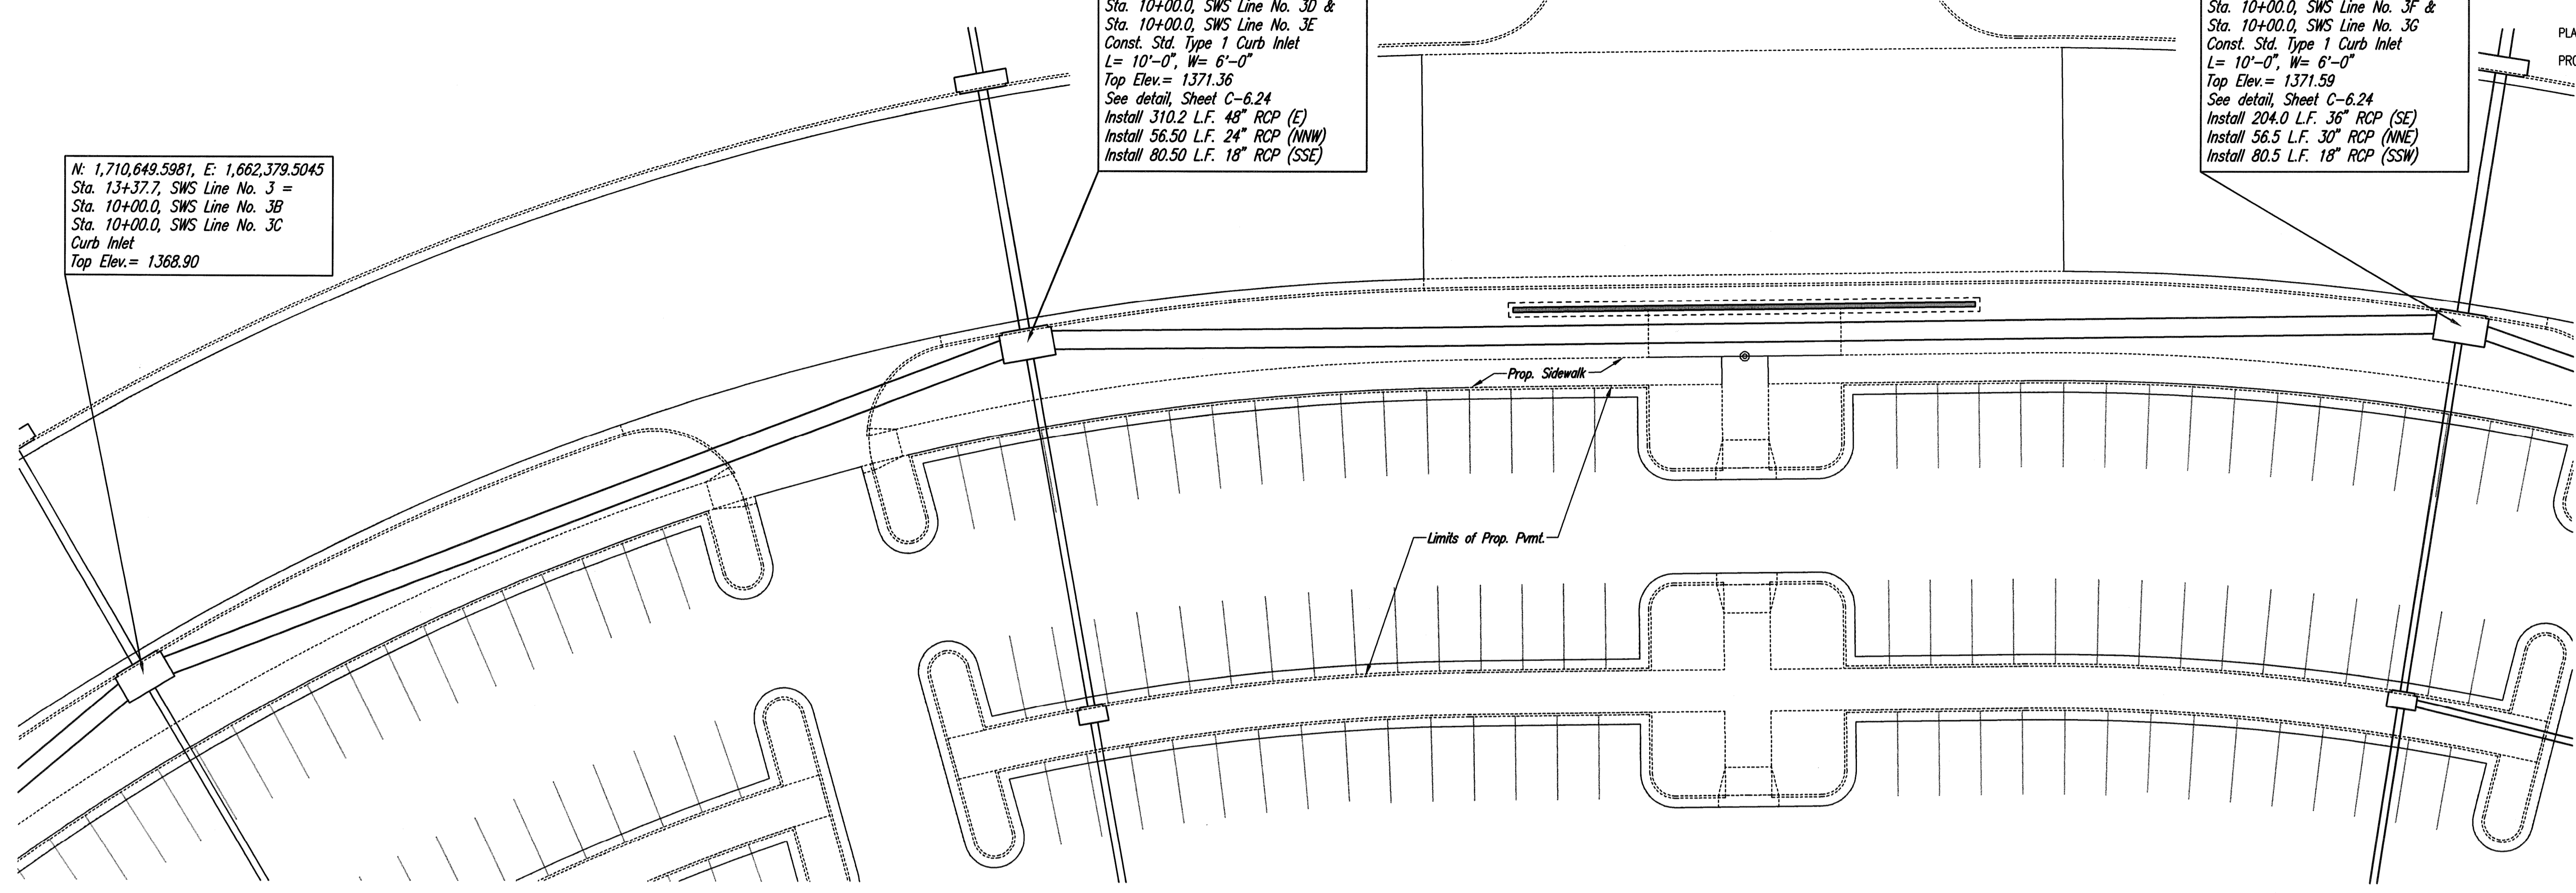 N: 1,710,649.5981, E: 1,662,379.5045
Sta. 13+37.7, SWS Line No. 3 =
Sta. 10+00.0, SWS Line No. 3B
Sta. 10+00.0, SWS Line No. 3C
Curb Inlet
Top Elev.= 1368.90
Sta. 10+00.0, SWS Line No. 3D &
Sta. 10+00.0, SWS Line No. 3E
Const. Std. Type 1 Curb Inlet
L= 10'-0", W= 6'-0"
Top Elev.= 1371.36
See detail, Sheet C-6.24
Install 310.2 L.F. 48" RCP (E)
Install 56.50 L.F. 24" RCP (NNW)
Install 80.50 L.F. 18" RCP (SSE)
Sta. 10+00.0, SWS Line No. 3F &
Sta. 10+00.0, SWS Line No. 3G
Const. Std. Type 1 Curb Inlet
L= 10'-0", W= 6'-0"
Top Elev.= 1371.59
See detail, Sheet C-6.24
Install 204.0 L.F. 36" RCP (SE)
Install 56.5 L.F. 30" RCP (NNE)
Install 80.5 L.F. 18" RCP (SSW)
PLA
PRO
Prop. Sidewalk
Limits of Prop. Pvmt.